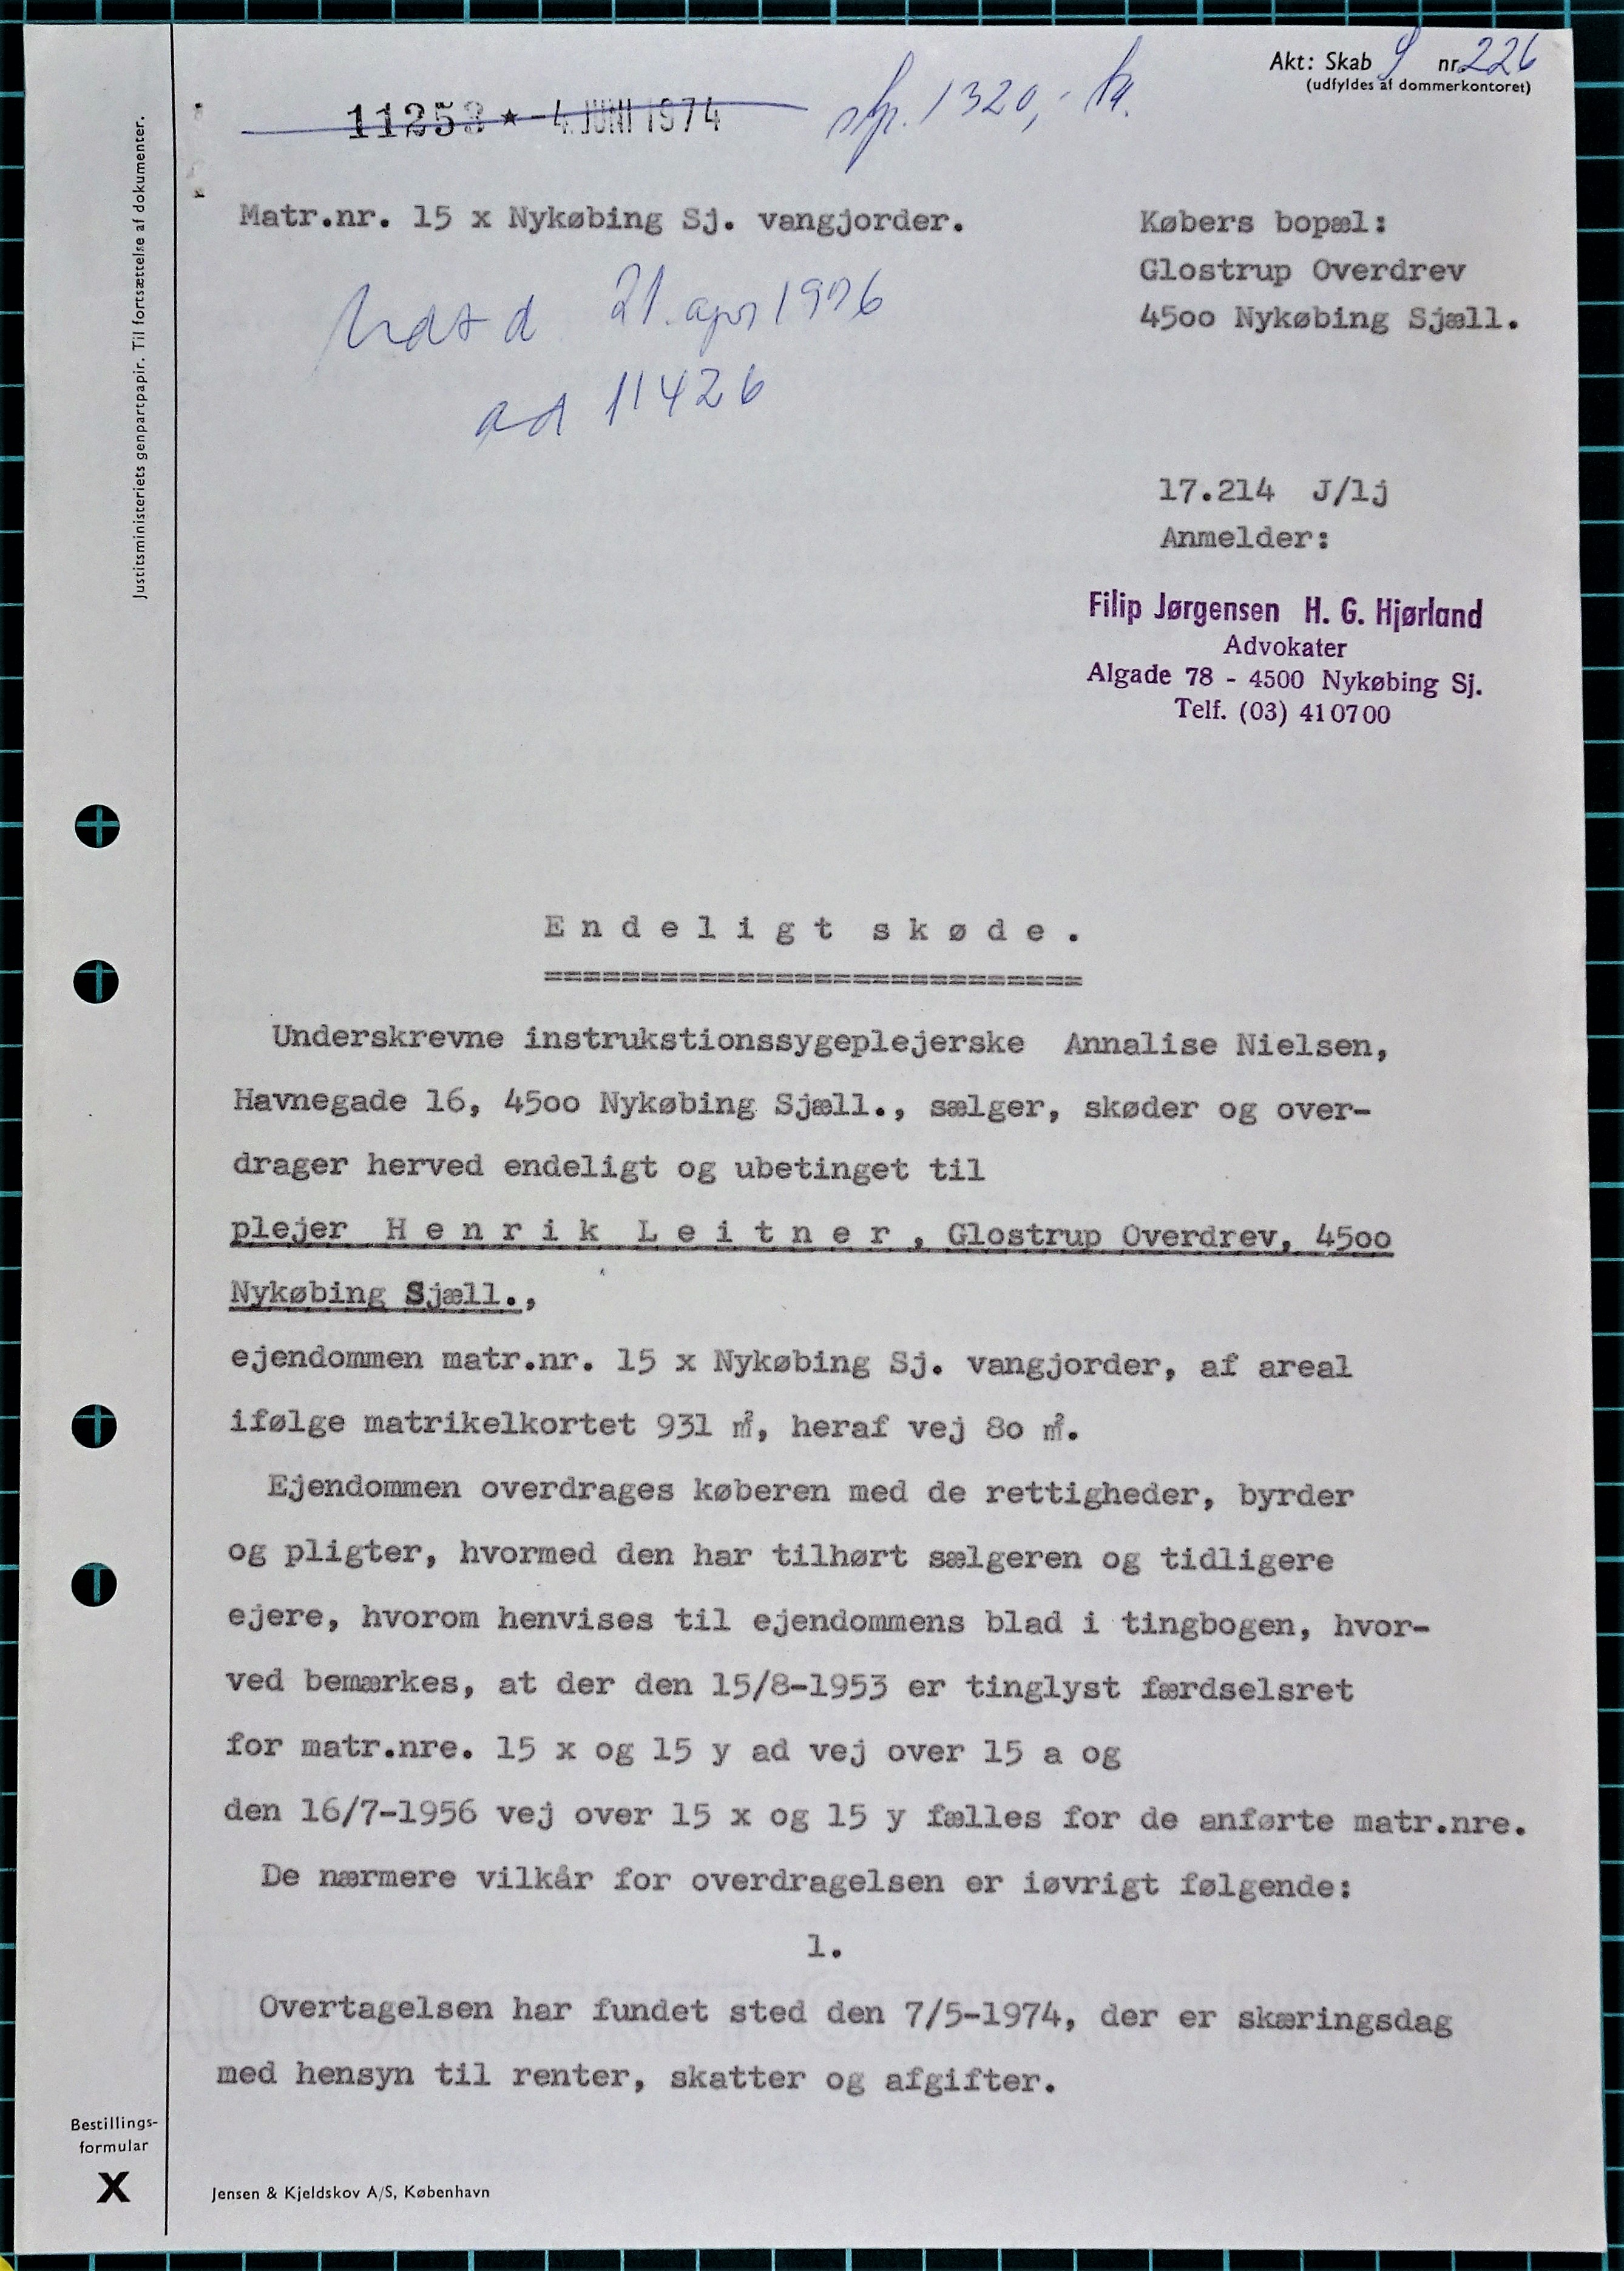 Akt: Skab 9 nr. 226
(udfyldes af dommerkontoret)
11253 ★ - 4. JUNI 1974
stp. 1320,- kr.
Matr.nr. 15 x Nykøbing Sj. vangjorder.
Købers bopæl:
Glostrup Overdrev
45oo Nykøbing Sjæll.
21. apr 1976
ad 11426
17.214 J/lj
Anmelder:
Filip Jørgensen H. G. Hjørland
Advokater
Algade 78 - 4500 Nykøbing Sj.
Telf. (03) 41 07 00
Justitsministeriets genpartpapir. Til fortsættelse af dokumenter.
E n d e l i g t s k ø d e .
============================
Underskrevne instrukstionssygeplejerske Annalise Nielsen,
Havnegade 16, 45oo Nykøbing Sjæll., sælger, skøder og over-
drager herved endeligt og ubetinget til
plejer H e n r i k L e i t n e r , Glostrup Overdrev, 45oo
Nykøbing Sjæll.,
ejendommen matr.nr. 15 x Nykøbing Sj. vangjorder, af areal
ifølge matrikelkortet 931 m², heraf vej 8o m².
Ejendommen overdrages køberen med de rettigheder, byrder
og pligter, hvormed den har tilhørt sælgeren og tidligere
ejere, hvorom henvises til ejendommens blad i tingbogen, hvor-
ved bemærkes, at der den 15/8-1953 er tinglyst færdselsret
for matr.nre. 15 x og 15 y ad vej over 15 a og
den 16/7-1956 vej over 15 x og 15 y fælles for de anførte matr.nre.
De nærmere vilkår for overdragelsen er iøvrigt følgende:
1.
Overtagelsen har fundet sted den 7/5-1974, der er skæringsdag
med hensyn til renter, skatter og afgifter.
Bestillings-
formular
X
Jensen & Kjeldskov A/S, København